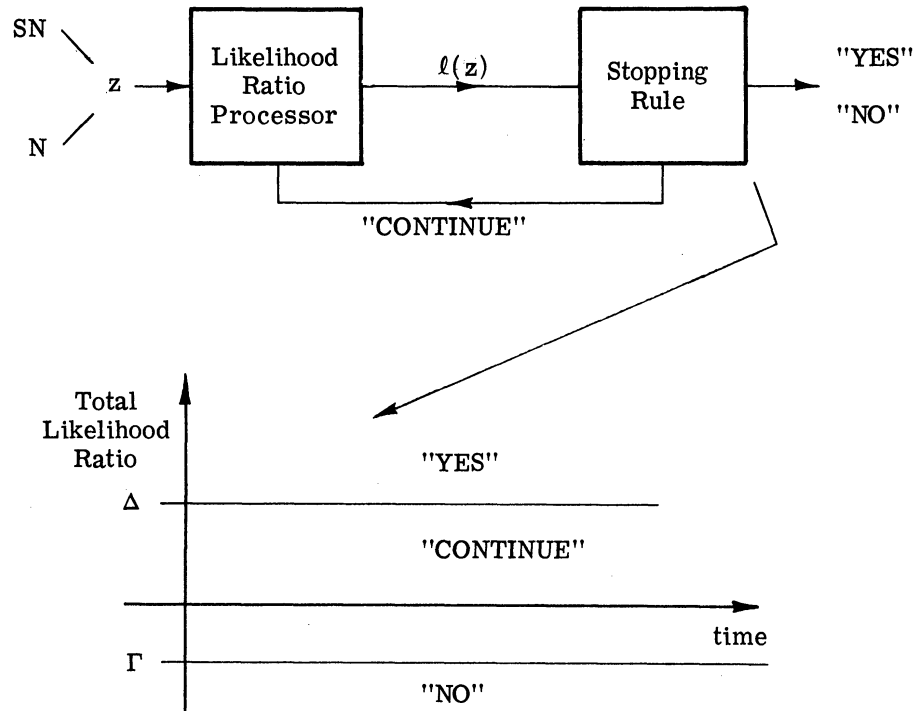 SN
z
N
Likelihood
Ratio
Processor
ℓ(z)
Stopping
Rule
"YES"
"NO"
"CONTINUE"
Total
Likelihood
Ratio
"YES"
Δ
"CONTINUE"
time
Γ
"NO"